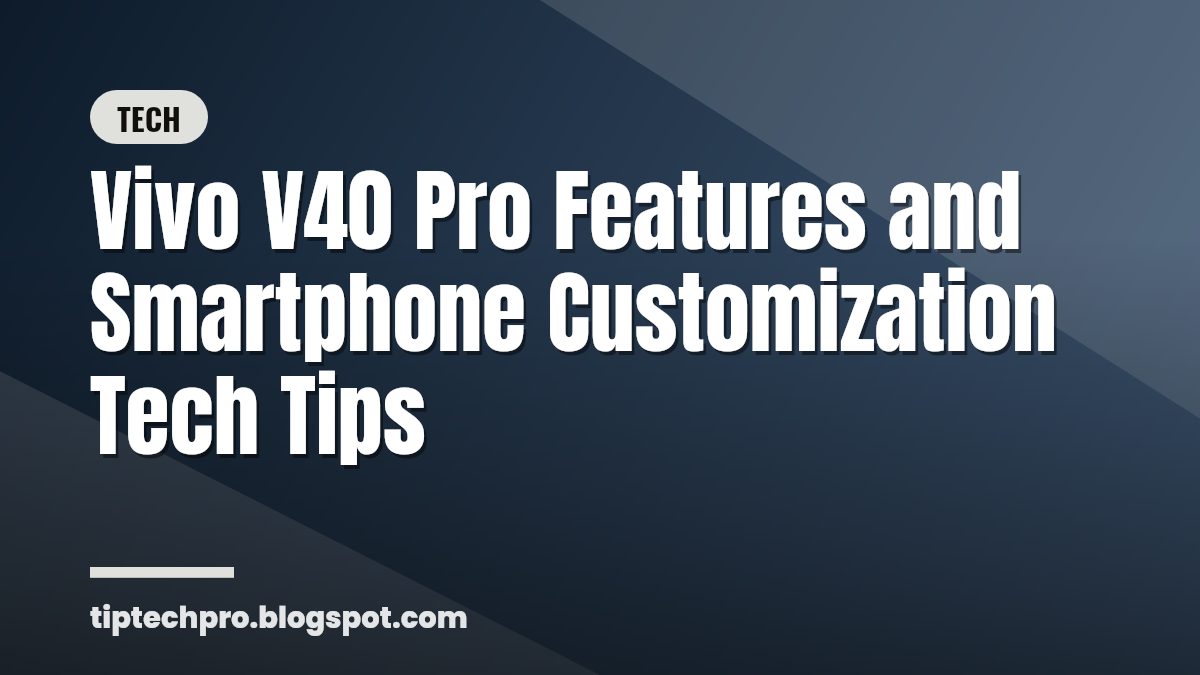 TECH
Vivo V40 Pro Features and
Smartphone Customization
Tech Tips
tiptechpro.blogspot.com